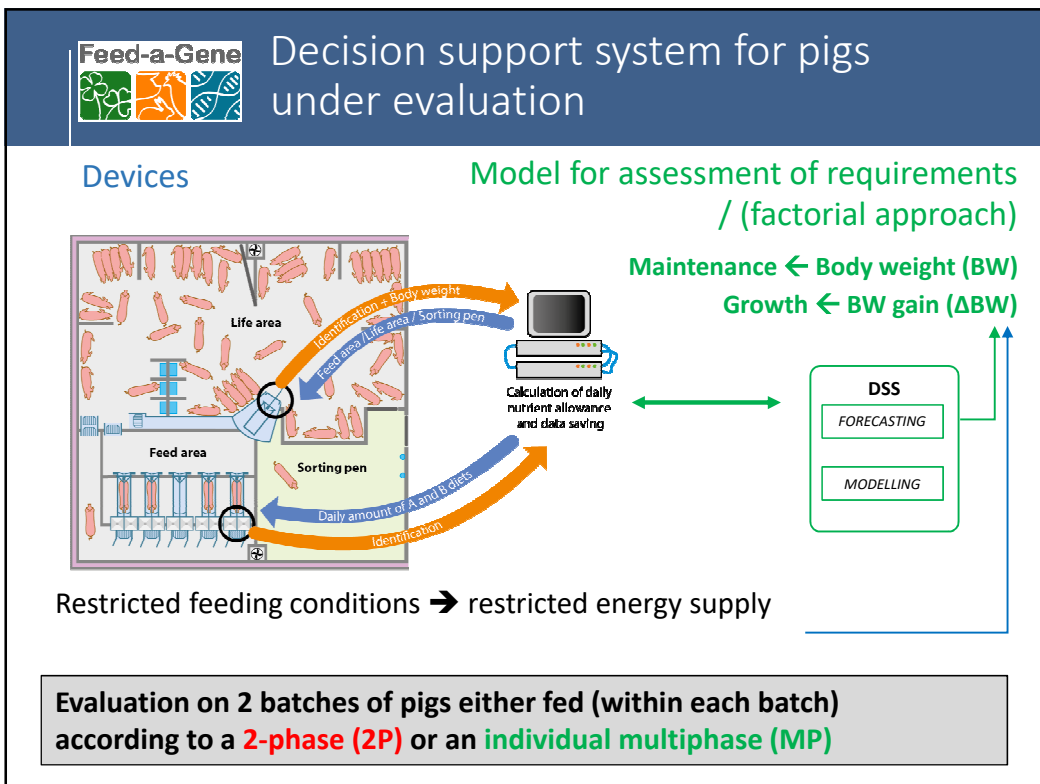 Feed-a-Gene
Decision support system for pigs
under evaluation
Devices
Model for assessment of requirements
/ (factorial approach)
Maintenance ← Body weight (BW)
Growth ← BW gain (ΔBW)
Life area
Identification + Body weight
Feed area /Life area / Sorting pen
Calculation of daily
nutrient allowance
and data saving
DSS
FORECASTING
MODELLING
Feed area
Sorting pen
Daily amount of A and B diets
Identification
Restricted feeding conditions ➔ restricted energy supply
Evaluation on 2 batches of pigs either fed (within each batch)
according to a 2-phase (2P) or an individual multiphase (MP)